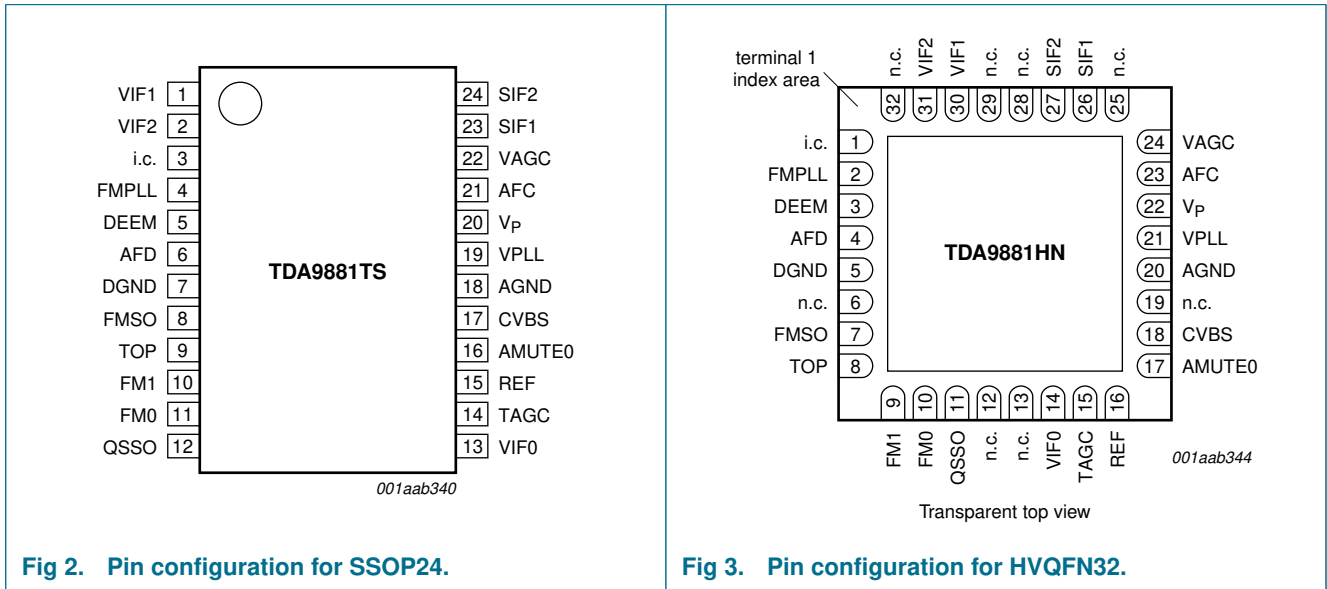 VIF1 1
VIF2 2
i.c. 3
FMPLL 4
DEEM 5
AFD 6
DGND 7
FMSO 8
TOP 9
FM1 10
FM0 11
QSSO 12
TDA9881TS
24 SIF2
23 SIF1
22 VAGC
21 AFC
20 VP
19 VPLL
18 AGND
17 CVBS
16 AMUTE0
15 REF
14 TAGC
13 VIF0
001aab340
Fig 2. Pin configuration for SSOP24.
terminal 1
index area
n.c. VIF2 VIF1 n.c. n.c. SIF2 SIF1 n.c.
32 31 30 29 28 27 26 25
i.c. 1
FMPLL 2
DEEM 3
AFD 4
DGND 5
n.c. 6
FMSO 7
TOP 8
TDA9881HN
24 VAGC
23 AFC
22 VP
21 VPLL
20 AGND
19 n.c.
18 CVBS
17 AMUTE0
9 10 11 12 13 14 15 16
FM1 FM0 QSSO n.c. n.c. VIF0 TAGC REF
001aab344
Transparent top view
Fig 3. Pin configuration for HVQFN32.